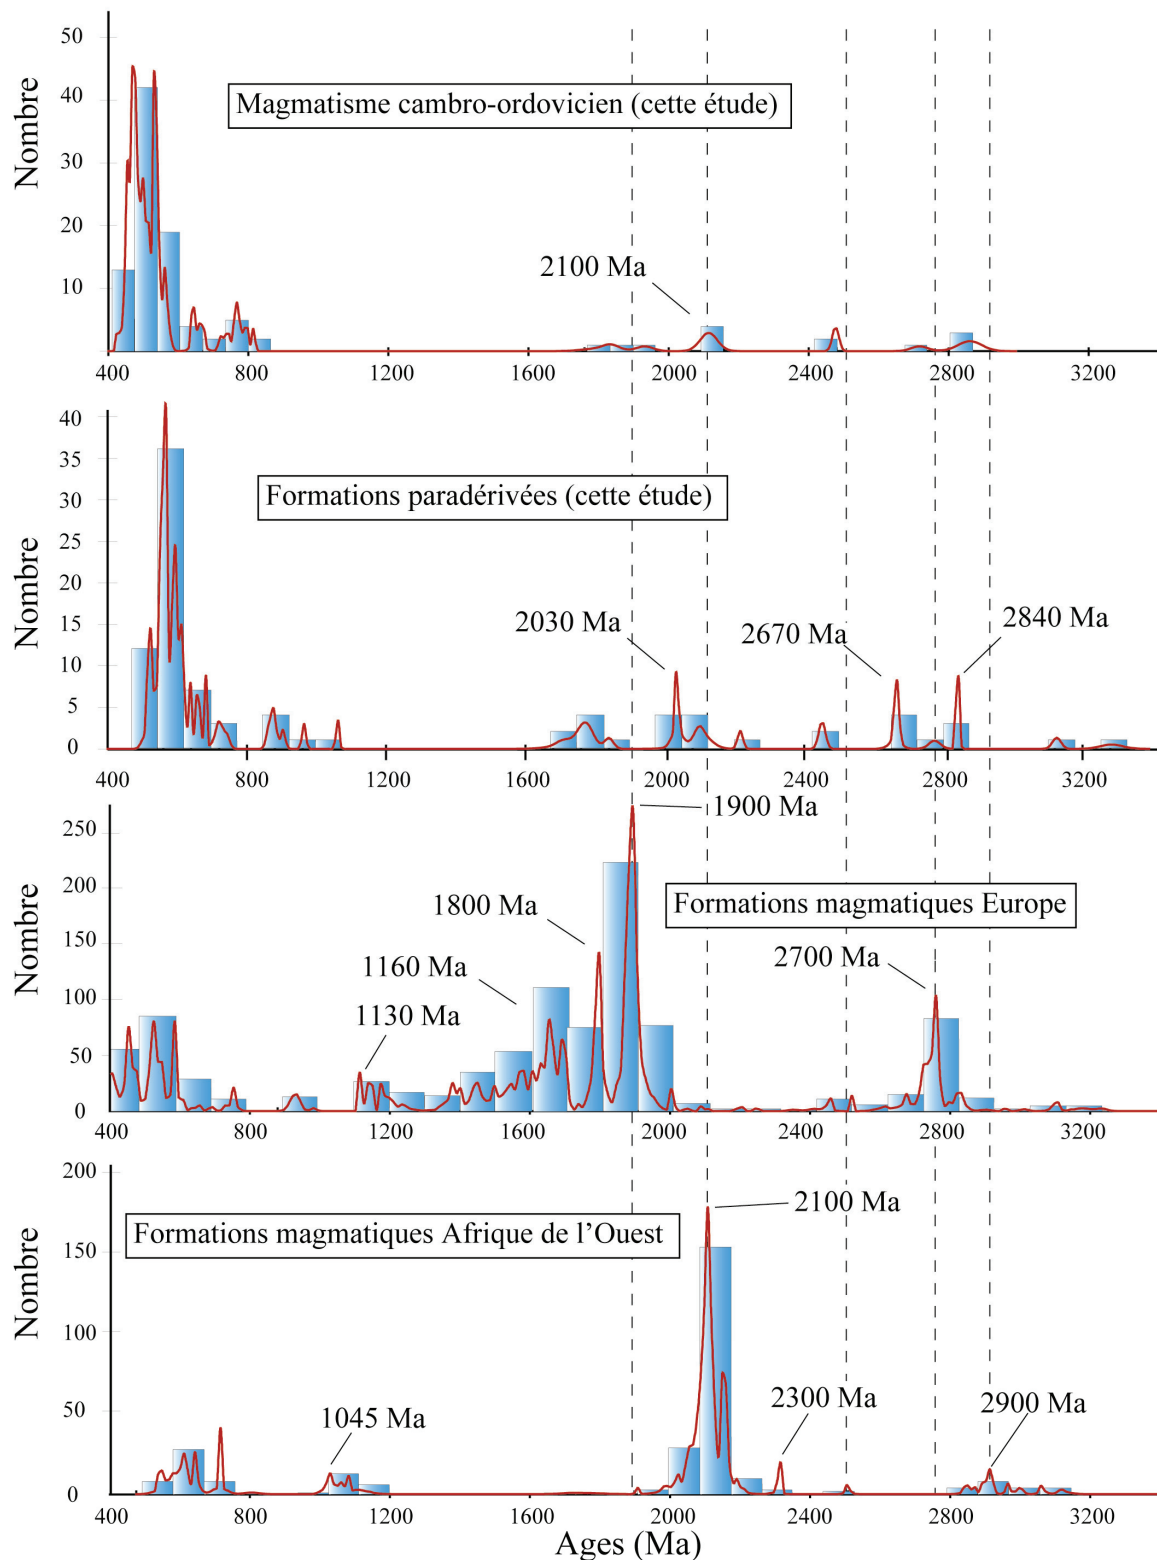 50
40
30
20
10
Nombre
Magmatisme cambro-ordovicien (cette étude)
2100 Ma
400 800 1200 1600 2000 2400 2800 3200
40
35
30
25
20
15
10
5
0
Nombre
Formations paradérivées (cette étude)
2030 Ma
2670 Ma
2840 Ma
400 800 1200 1600 2000 2400 2800 3200
250
200
150
100
50
0
Nombre
1900 Ma
Formations magmatiques Europe
1800 Ma
1160 Ma
1130 Ma
2700 Ma
400 800 1200 1600 2000 2400 2800 3200
200
150
100
50
0
Nombre
Formations magmatiques Afrique de l'Ouest
2100 Ma
1045 Ma
2300 Ma
2900 Ma
400 800 1200 1600 2000 2400 2800 3200
Ages (Ma)